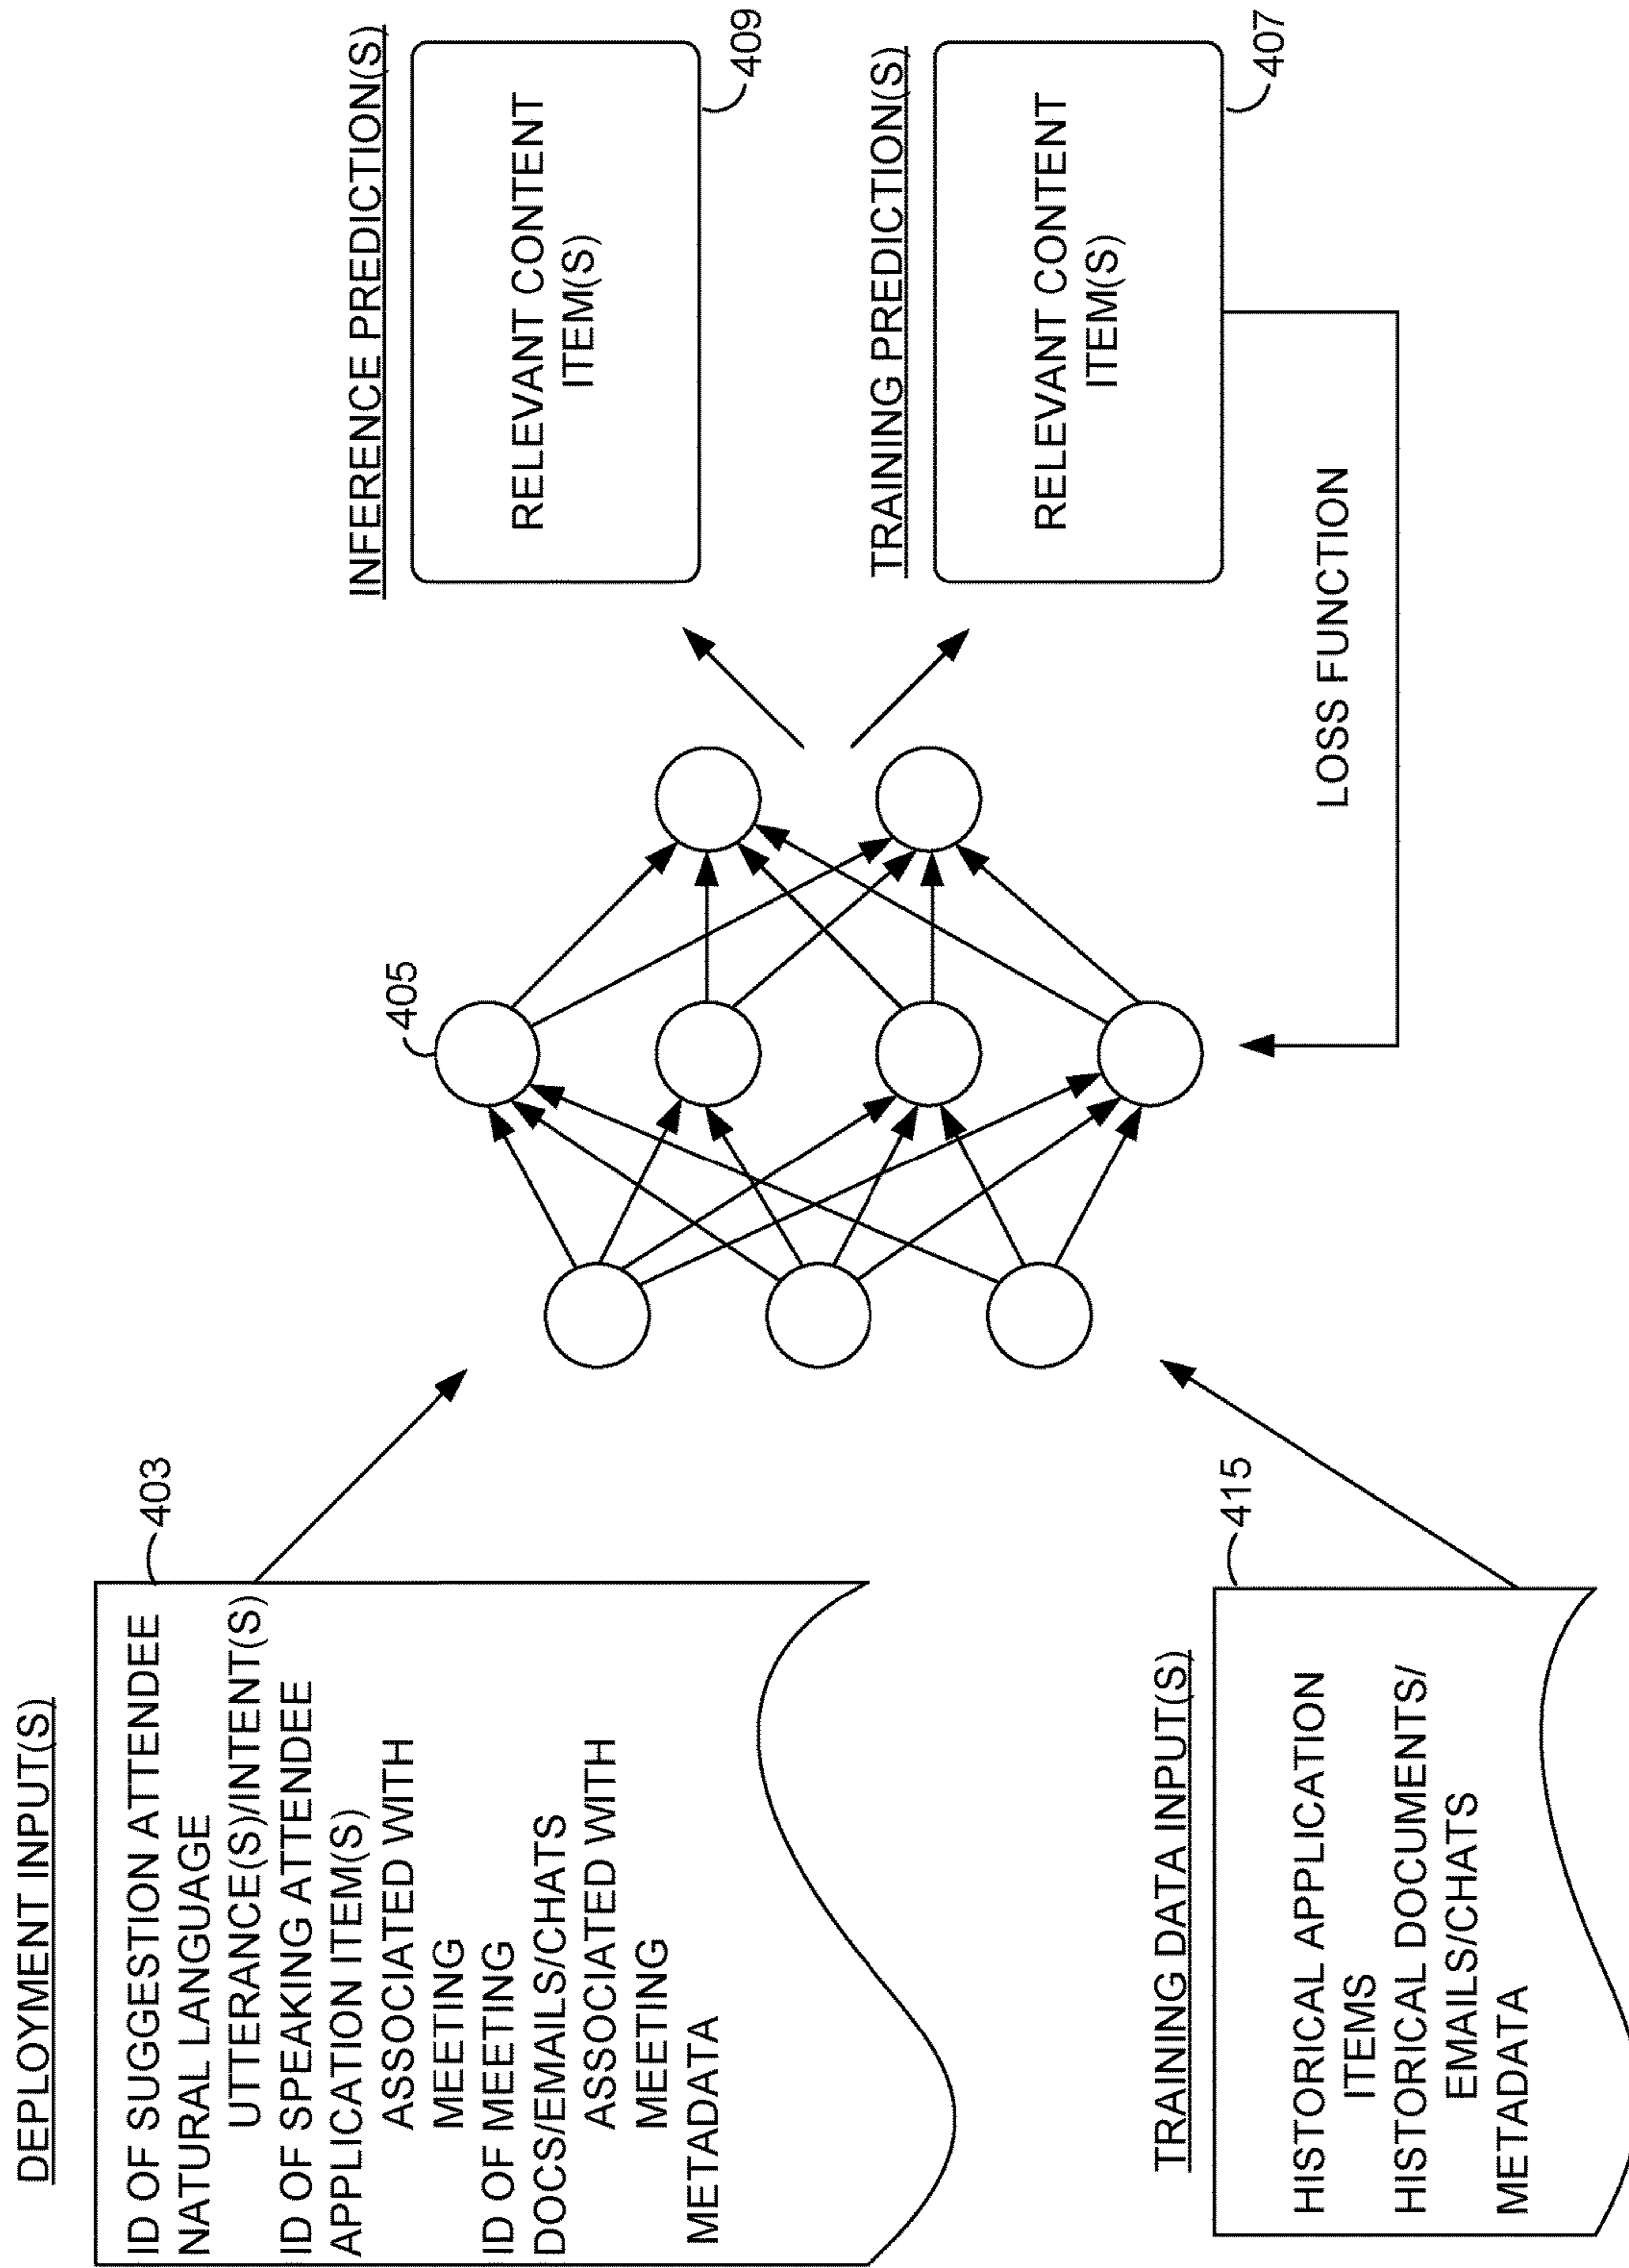 DEPLOYMENT INPUT(S)
403
ID OF SUGGESTION ATTENDEE
NATURAL LANGUAGE
UTTERANCE(S)/INTENT(S)
ID OF SPEAKING ATTENDEE
APPLICATION ITEM(S)
ASSOCIATED WITH
MEETING
ID OF MEETING
DOCS/EMAILS/CHATS
ASSOCIATED WITH
MEETING
METADATA
TRAINING DATA INPUT(S)
415
HISTORICAL APPLICATION
ITEMS
HISTORICAL DOCUMENTS/
EMAILS/CHATS
METADATA
405
INFERENCE PREDICTION(S)
RELEVANT CONTENT
ITEM(S)
409
TRAINING PREDICTION(S)
RELEVANT CONTENT
ITEM(S)
407
LOSS FUNCTION